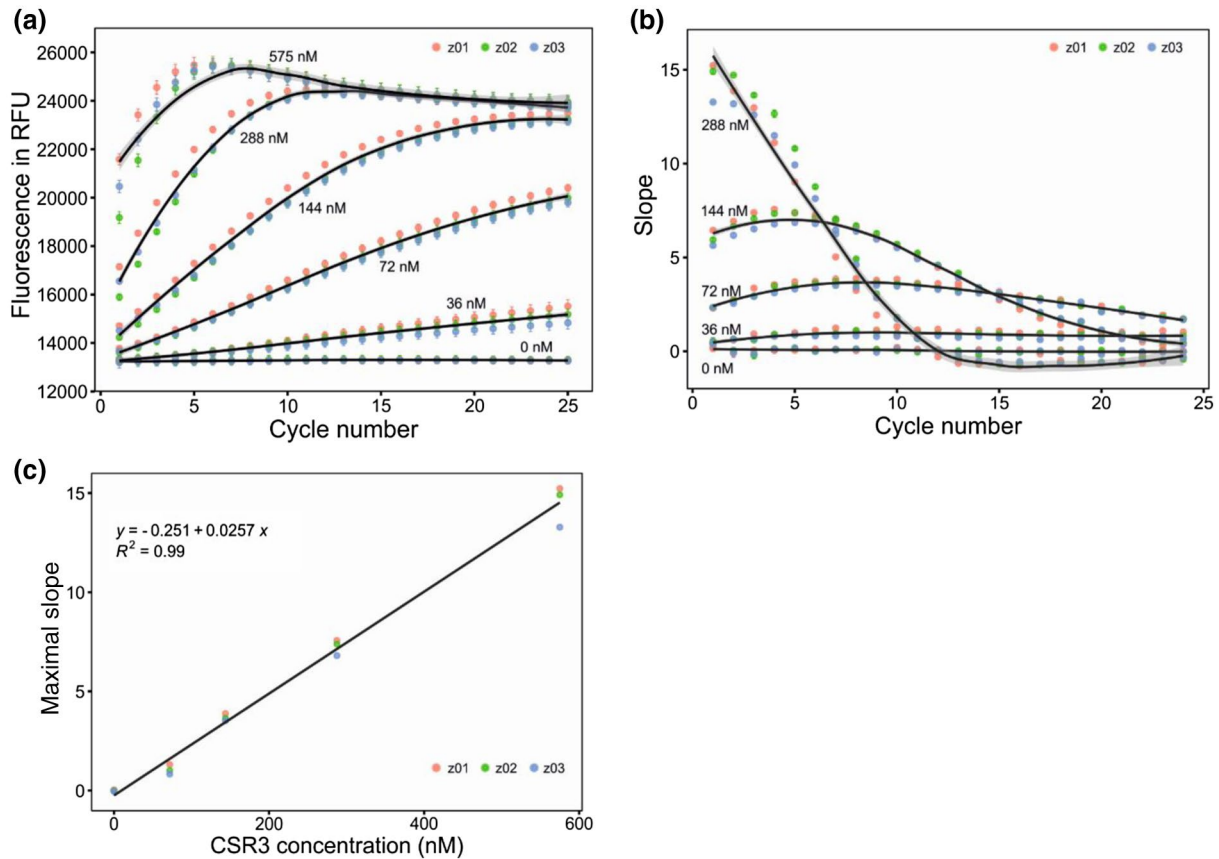 (a)
26000
24000
22000
20000
18000
16000
14000
12000
Fluorescence in RFU
z01 z02 z03
575 nM
288 nM
144 nM
72 nM
36 nM
0 nM
0 5 10 15 20 25
Cycle number
(b)
15
10
5
0
Slope
z01 z02 z03
288 nM
144 nM
72 nM
36 nM
0 nM
0 5 10 15 20 25
Cycle number
(c)
15
10
5
0
Maximal slope
y = - 0.251 + 0.0257 x
R² = 0.99
z01 z02 z03
0 200 400 600
CSR3 concentration (nM)